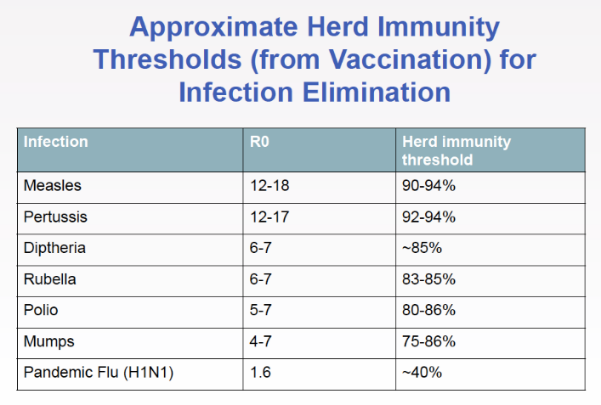 Approximate Herd Immunity
Thresholds (from Vaccination) for
Infection Elimination
Infection R0 Herd immunity
threshold
Measles 12-18 90-94%
Pertussis 12-17 92-94%
Diptheria 6-7 ~85%
Rubella 6-7 83-85%
Polio 5-7 80-86%
Mumps 4-7 75-86%
Pandemic Flu (H1N1) 1.6 ~40%